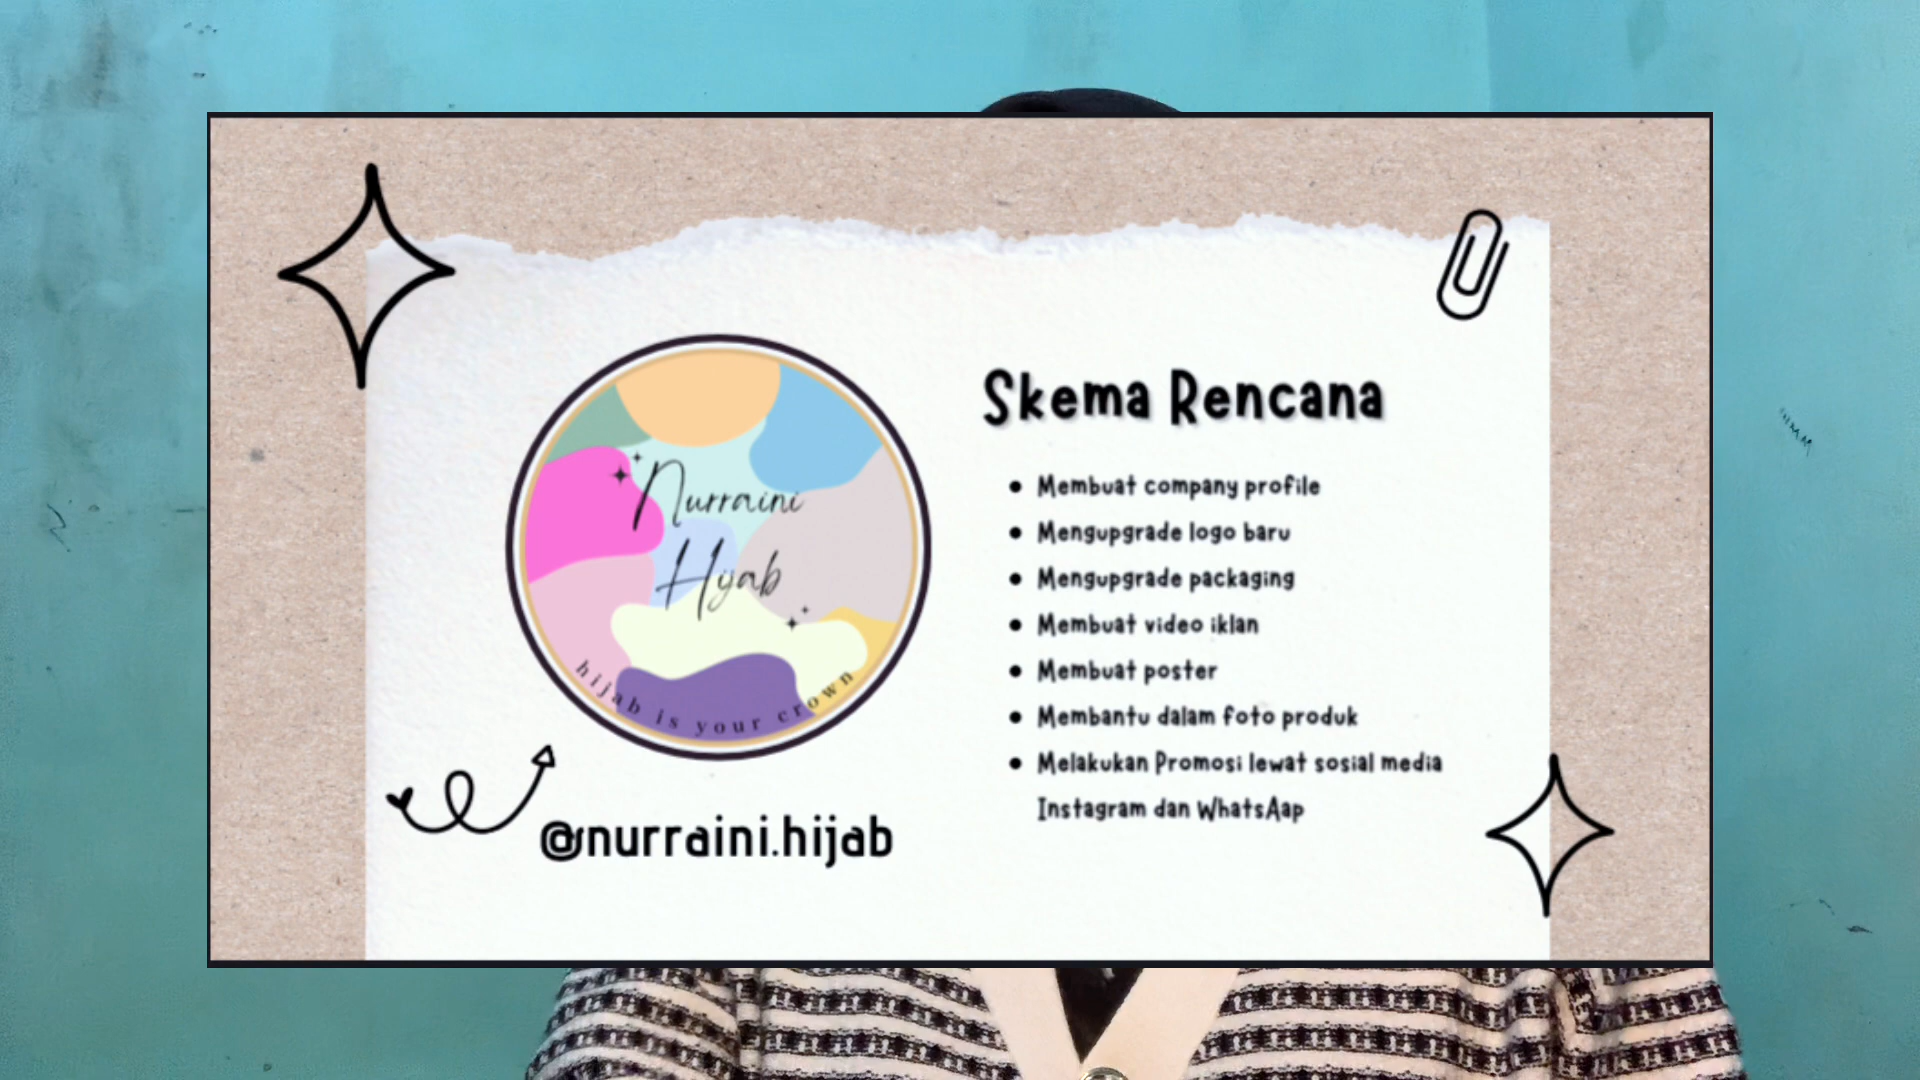 Nurraini
Hijab
hijab is your crown
@nurraini.hijab
Skema Rencana
• Membuat company profile
• Mengupgrade logo baru
• Mengupgrade packaging
• Membuat video iklan
• Membuat poster
• Membantu dalam foto produk
• Melakukan Promosi lewat sosial media
Instagram dan WhatsAap